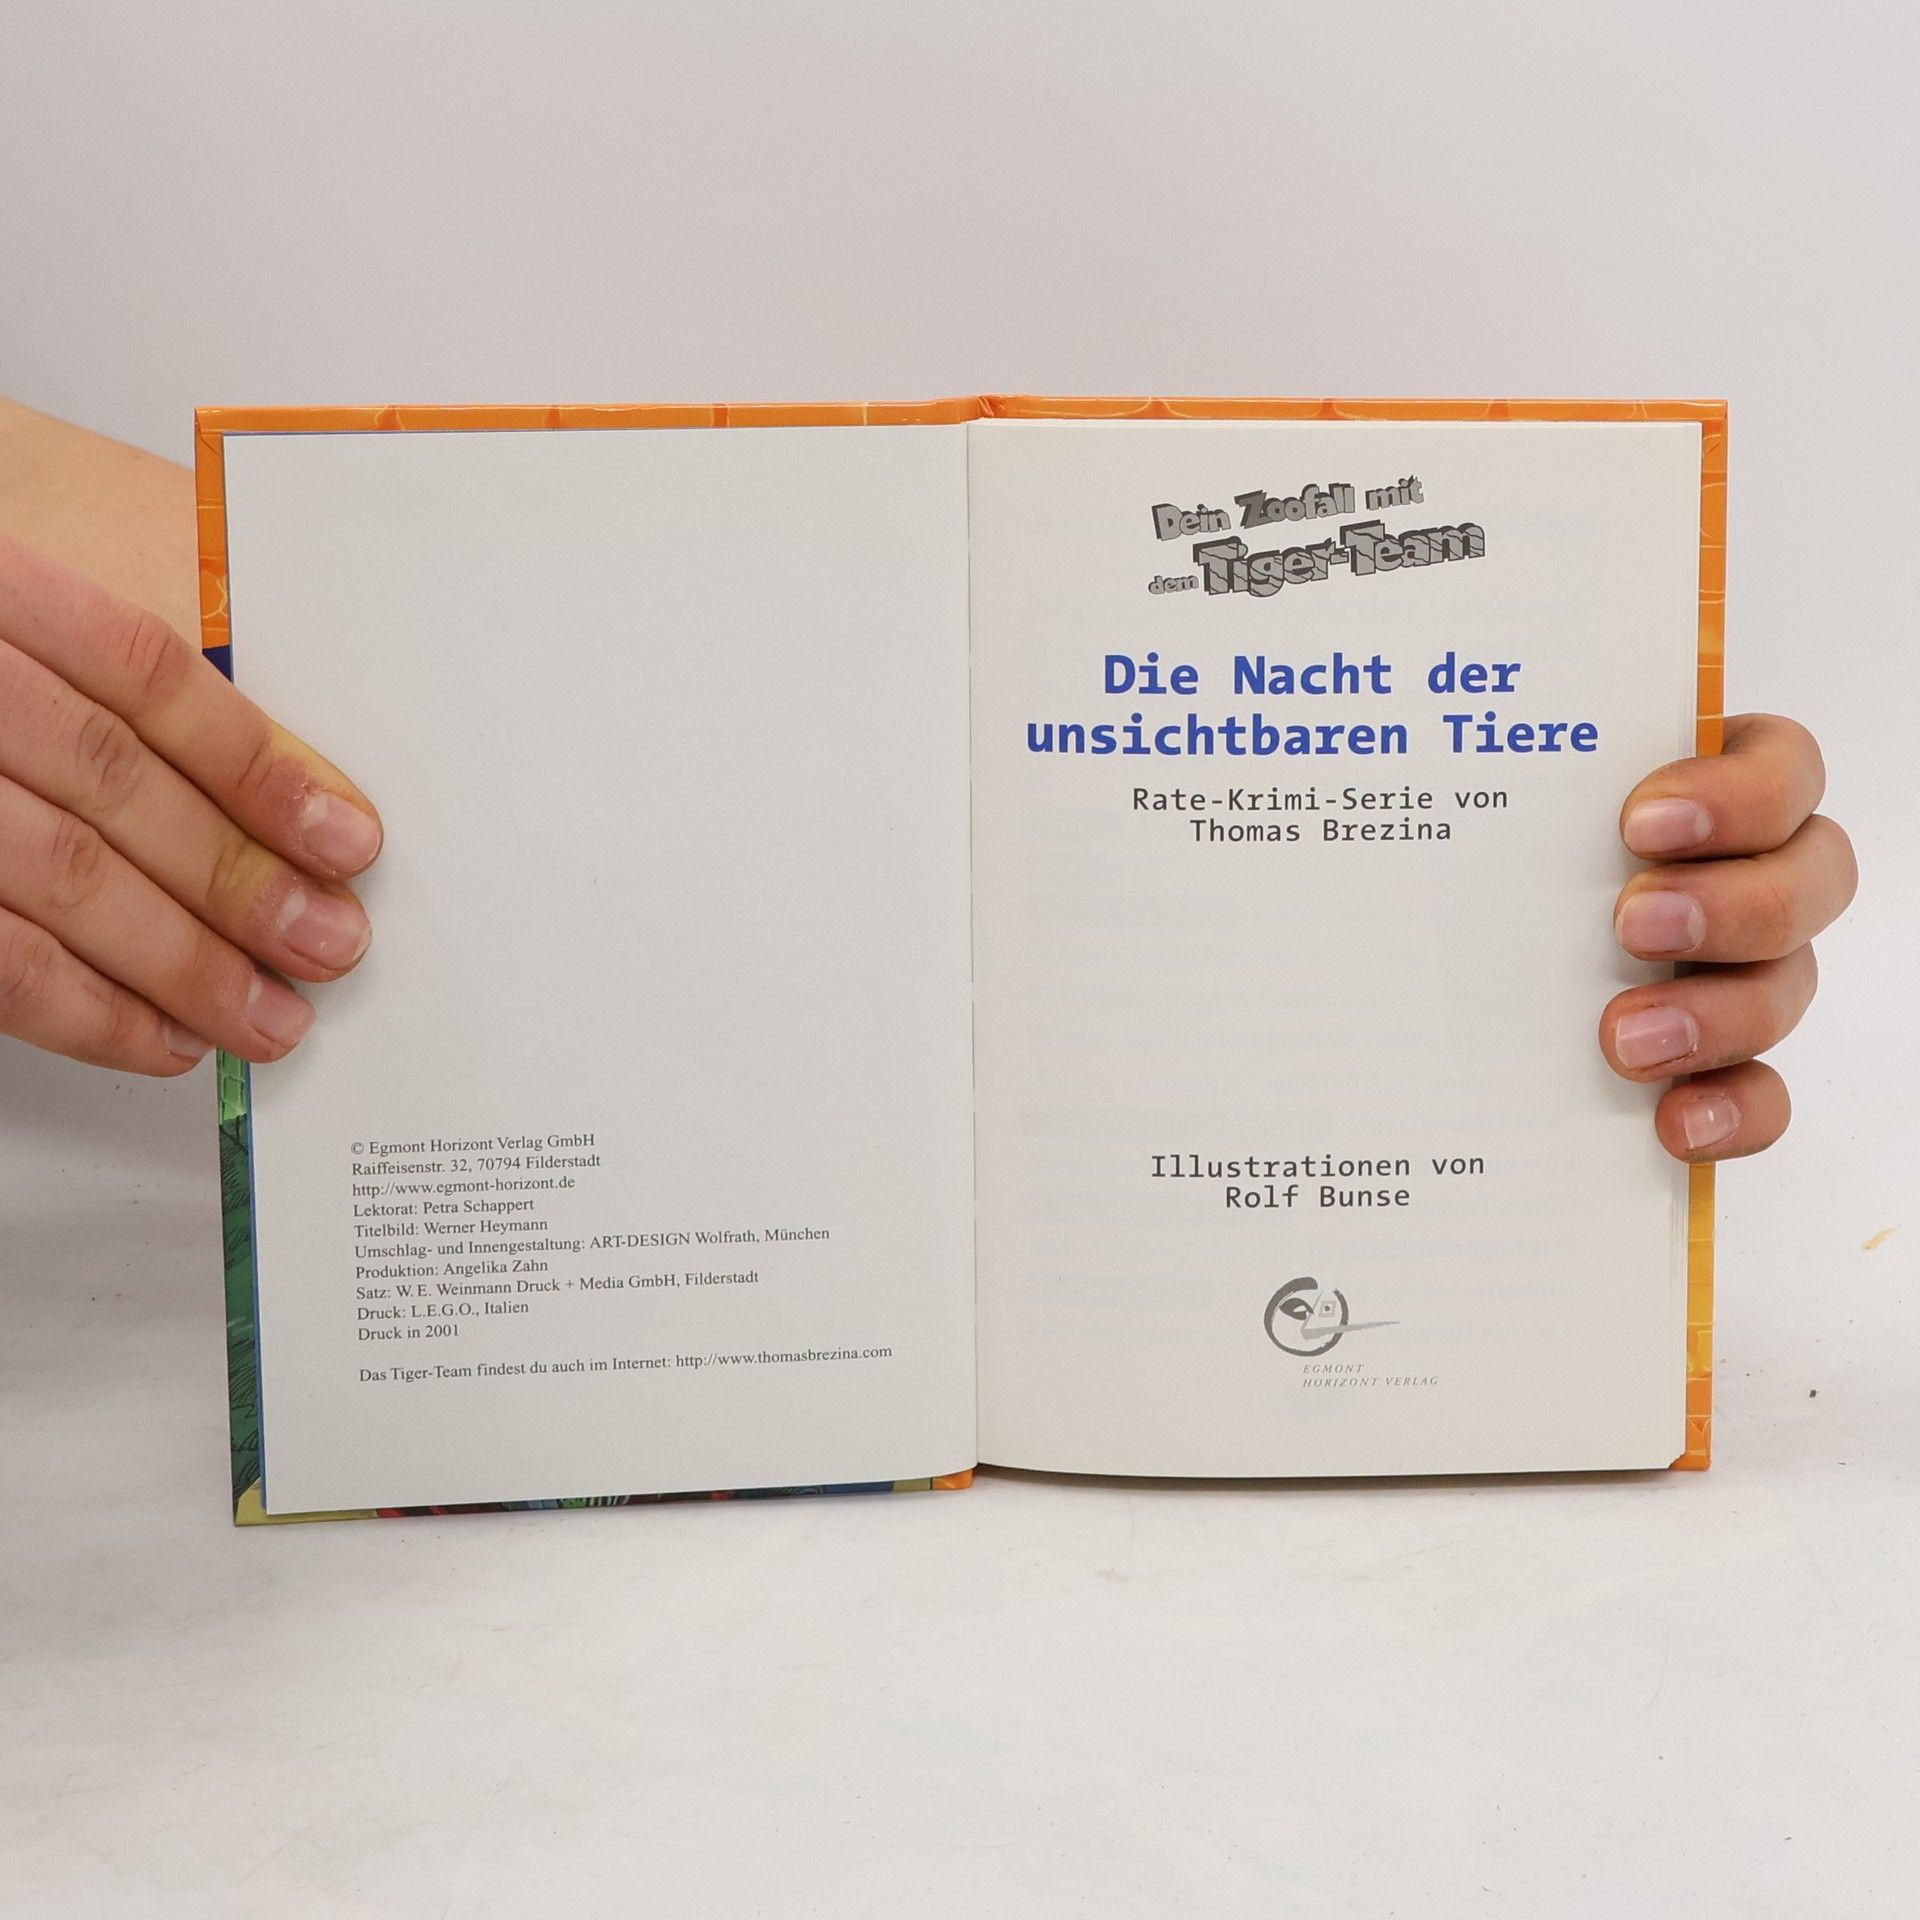 © Egmont Horizont Verlag GmbH
Raiffeisenstr. 32, 70794 Filderstadt
http://www.egmont-horizont.de
Lektorat: Petra Schappert
Titelbild: Werner Heymann
Umschlag- und Innengestaltung: ART-DESIGN Wolfrath, München
Produktion: Angelika Zahn
Satz: W. E. Weinmann Druck + Media GmbH, Filderstadt
Druck: L.E.G.O., Italien
Druck in 2001
Das Tiger-Team findest du auch im Internet: http://www.thomasbrezina.com
Dein Zoofall mit
dem Tiger-Team
Die Nacht der
unsichtbaren Tiere
Rate-Krimi-Serie von
Thomas Brezina
Illustrationen von
Rolf Bunse
EGMONT
HORIZONT VERLAG